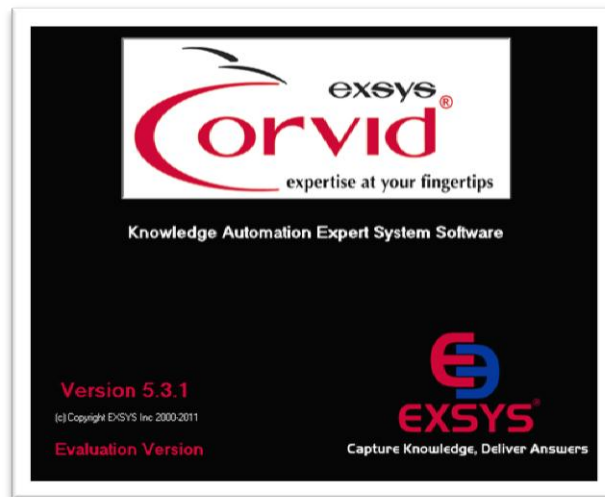 exsys
Corvid®
expertise at your fingertips
Knowledge Automation Expert System Software
Version 5.3.1
(c) Copyright EXSYS Inc 2000-2011
Evaluation Version
EXSYS®
Capture Knowledge, Deliver Answers